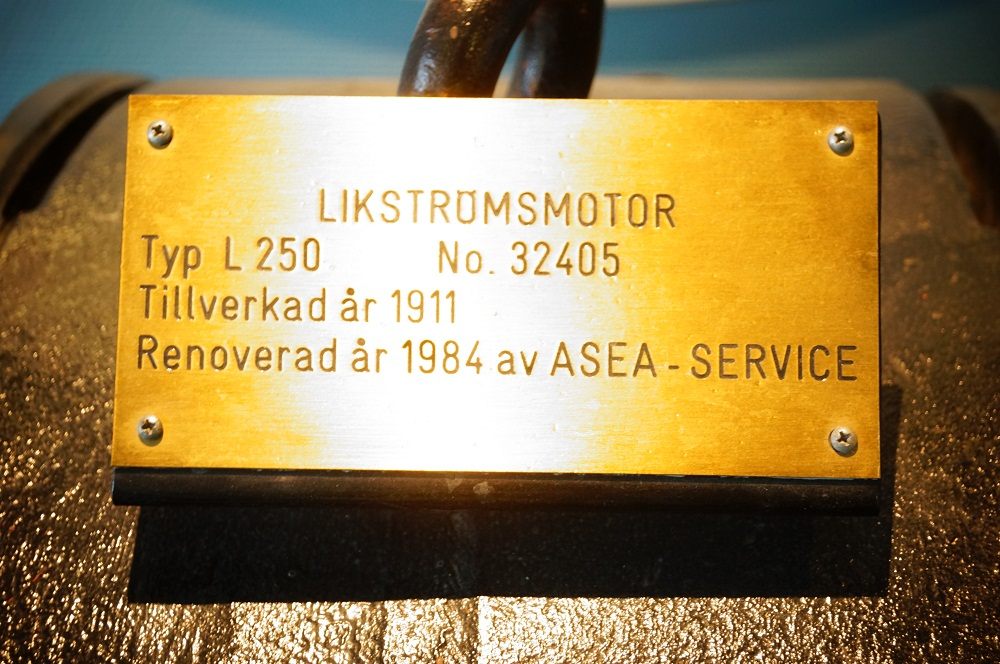 LIKSTRÖMSMOTOR
Typ L 250 No. 32405
Tillverkad år 1911
Renoverad år 1984 av ASEA-SERVICE